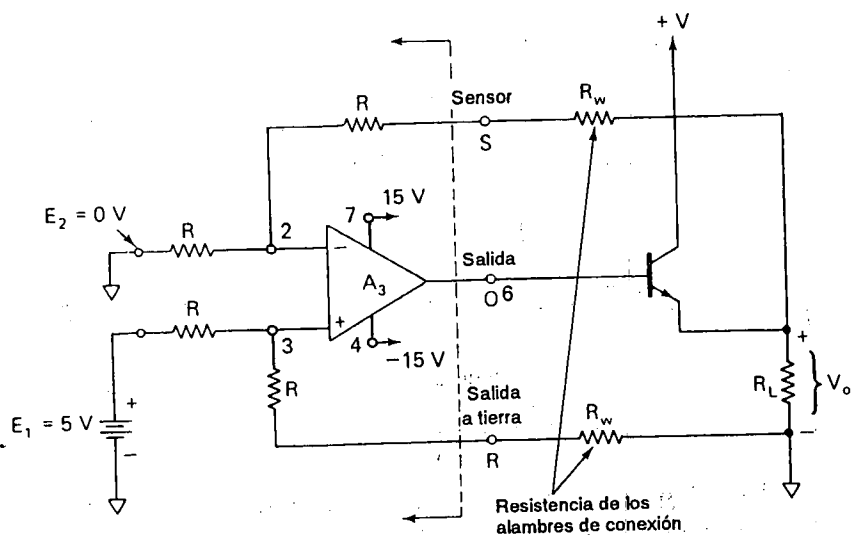 + V
R
Sensor
S
R_w
E_2 = 0 V
R
2
7
15 V
−
A_3
Salida
O 6
R
3
+
4
−15 V
R
+
R_L
V_o
−
E_1 = 5 V
+
−
Salida
a tierra
R
R_w
Resistencia de los
alambres de conexión